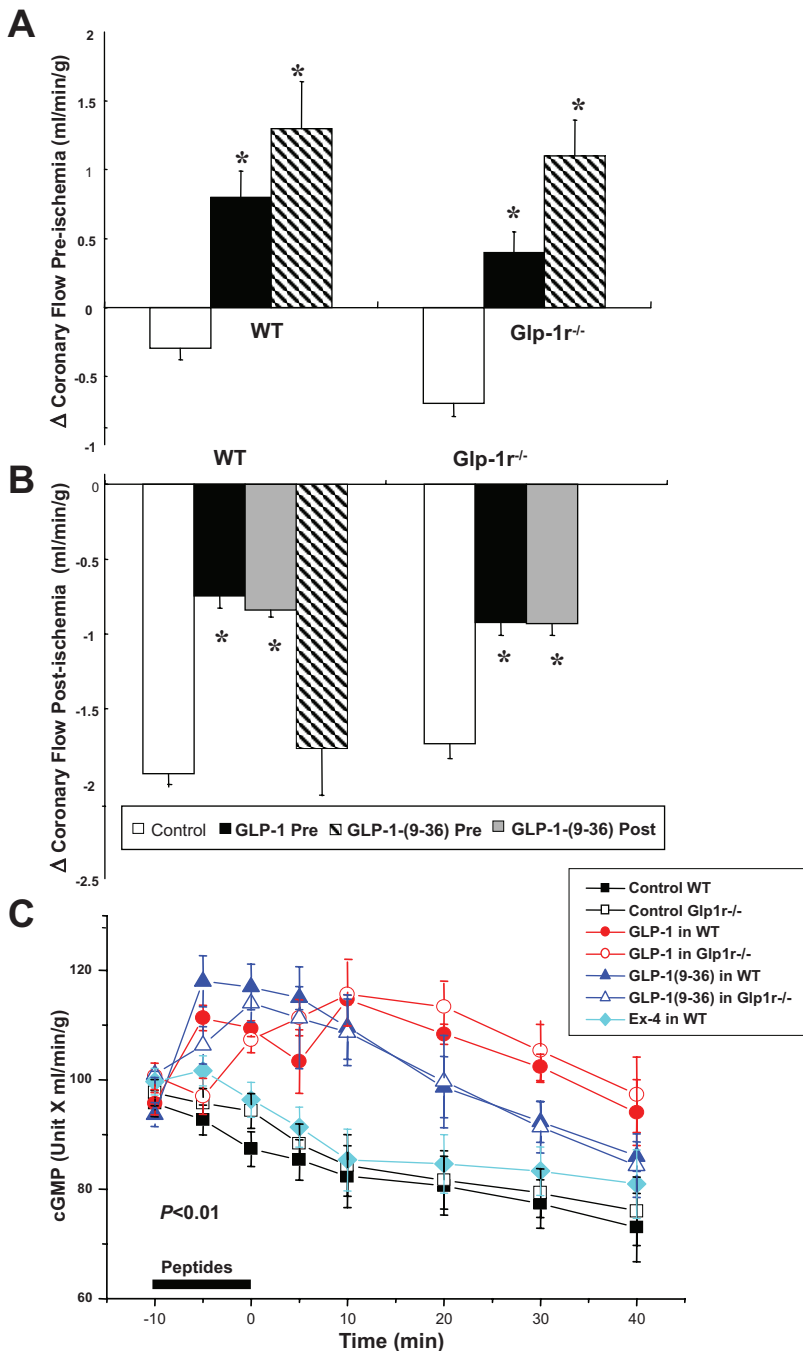 A
Δ Coronary Flow Pre-ischemia (ml/min/g)
2
1.5
1
0.5
0
-0.5
-1
*
*
*
*
WT
Glp-1r-/-
B
WT
Glp-1r-/-
Δ Coronary Flow Post-ischemia (ml/min/g)
0
-0.5
-1
-1.5
-2
-2.5
*
*
*
*
Control
GLP-1 Pre
GLP-1-(9-36) Pre
GLP-1-(9-36) Post
C
Control WT
Control Glp1r-/-
GLP-1 in WT
GLP-1 in Glp1r-/-
GLP-1(9-36) in WT
GLP-1(9-36) in Glp1r-/-
Ex-4 in WT
cGMP (Unit X ml/min/g)
120
100
80
60
P<0.01
Peptides
-10 0 10 20 30 40
Time (min)